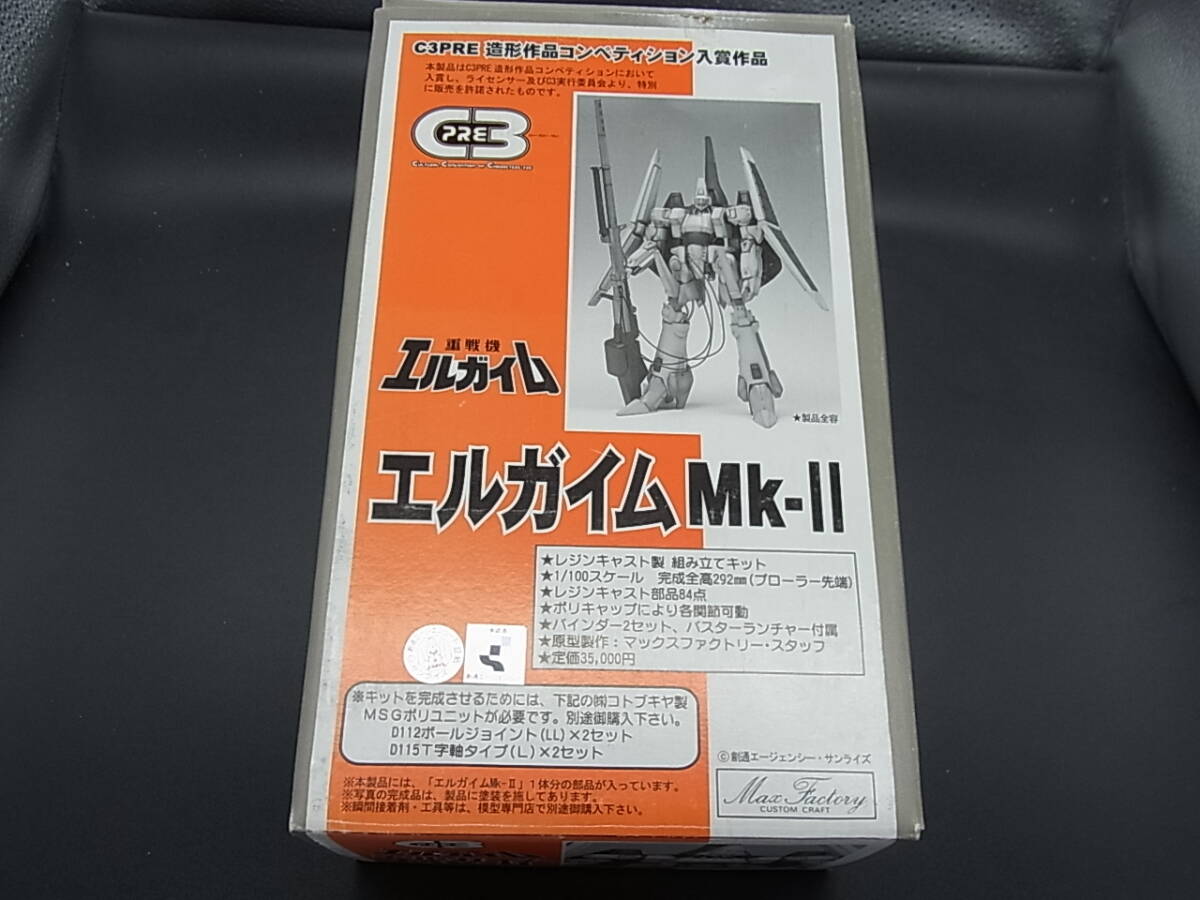 C3PRE 造形作品コンペティション入賞作品
本製品はC3PRE造形作品コンペティションにおいて
入賞し、ライセンサー及びC3実行委員会より、特別
に販売を許諾されたものです。
C3 PRE
★製品全容
重戦機
エルガイム
エルガイムMk-II
★レジンキャスト製 組み立てキット
★1/100スケール 完成全高292㎜(プローラー先端)
★レジンキャスト部品84点
★ポリキャップにより各関節可動
★バインダー2セット、バスターランチャー付属
★原型製作：マックスファクトリー・スタッフ
★定価35,000円
※キットを完成させるためには、下記の㈱コトブキヤ製
MSGポリユニットが必要です。別途御購入下さい。
D112ボールジョイント(LL)×2セット
D115T字軸タイプ(L)×2セット
©創通エージェンシー・サンライズ
※本製品には、「エルガイムMk-II」1体分の部品が入っています。
※写真の完成品は、製品に塗装を施してあります。
※瞬間接着剤・工具等は、模型専門店で別途御購入下さい。
Max Factory
CUSTOM CRAFT